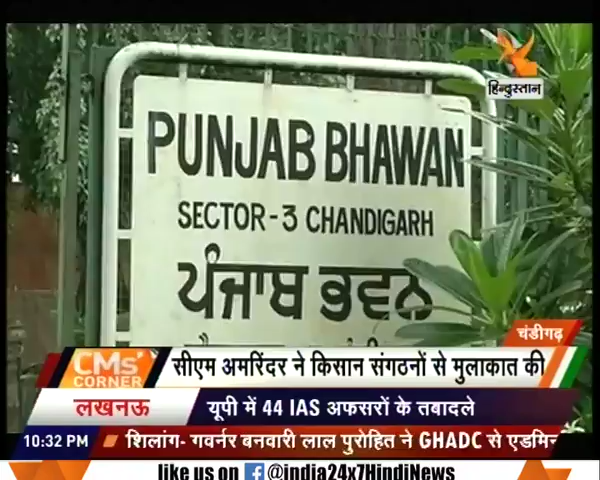 हिन्दुस्तान
PUNJAB BHAWAN
SECTOR-3 CHANDIGARH
ਪੰਜਾਬ ਭਵਨ
चंडीगढ़
CMs'
CORNER
सीएम अमरिंदर ने किसान संगठनों से मुलाकात की
लखनऊ
यूपी में 44 IAS अफसरों के तबादले
10:32 PM
शिलांग- गवर्नर बनवारी लाल पुरोहित ने GHADC से एडमिन
like us on f @india24x7HindiNews